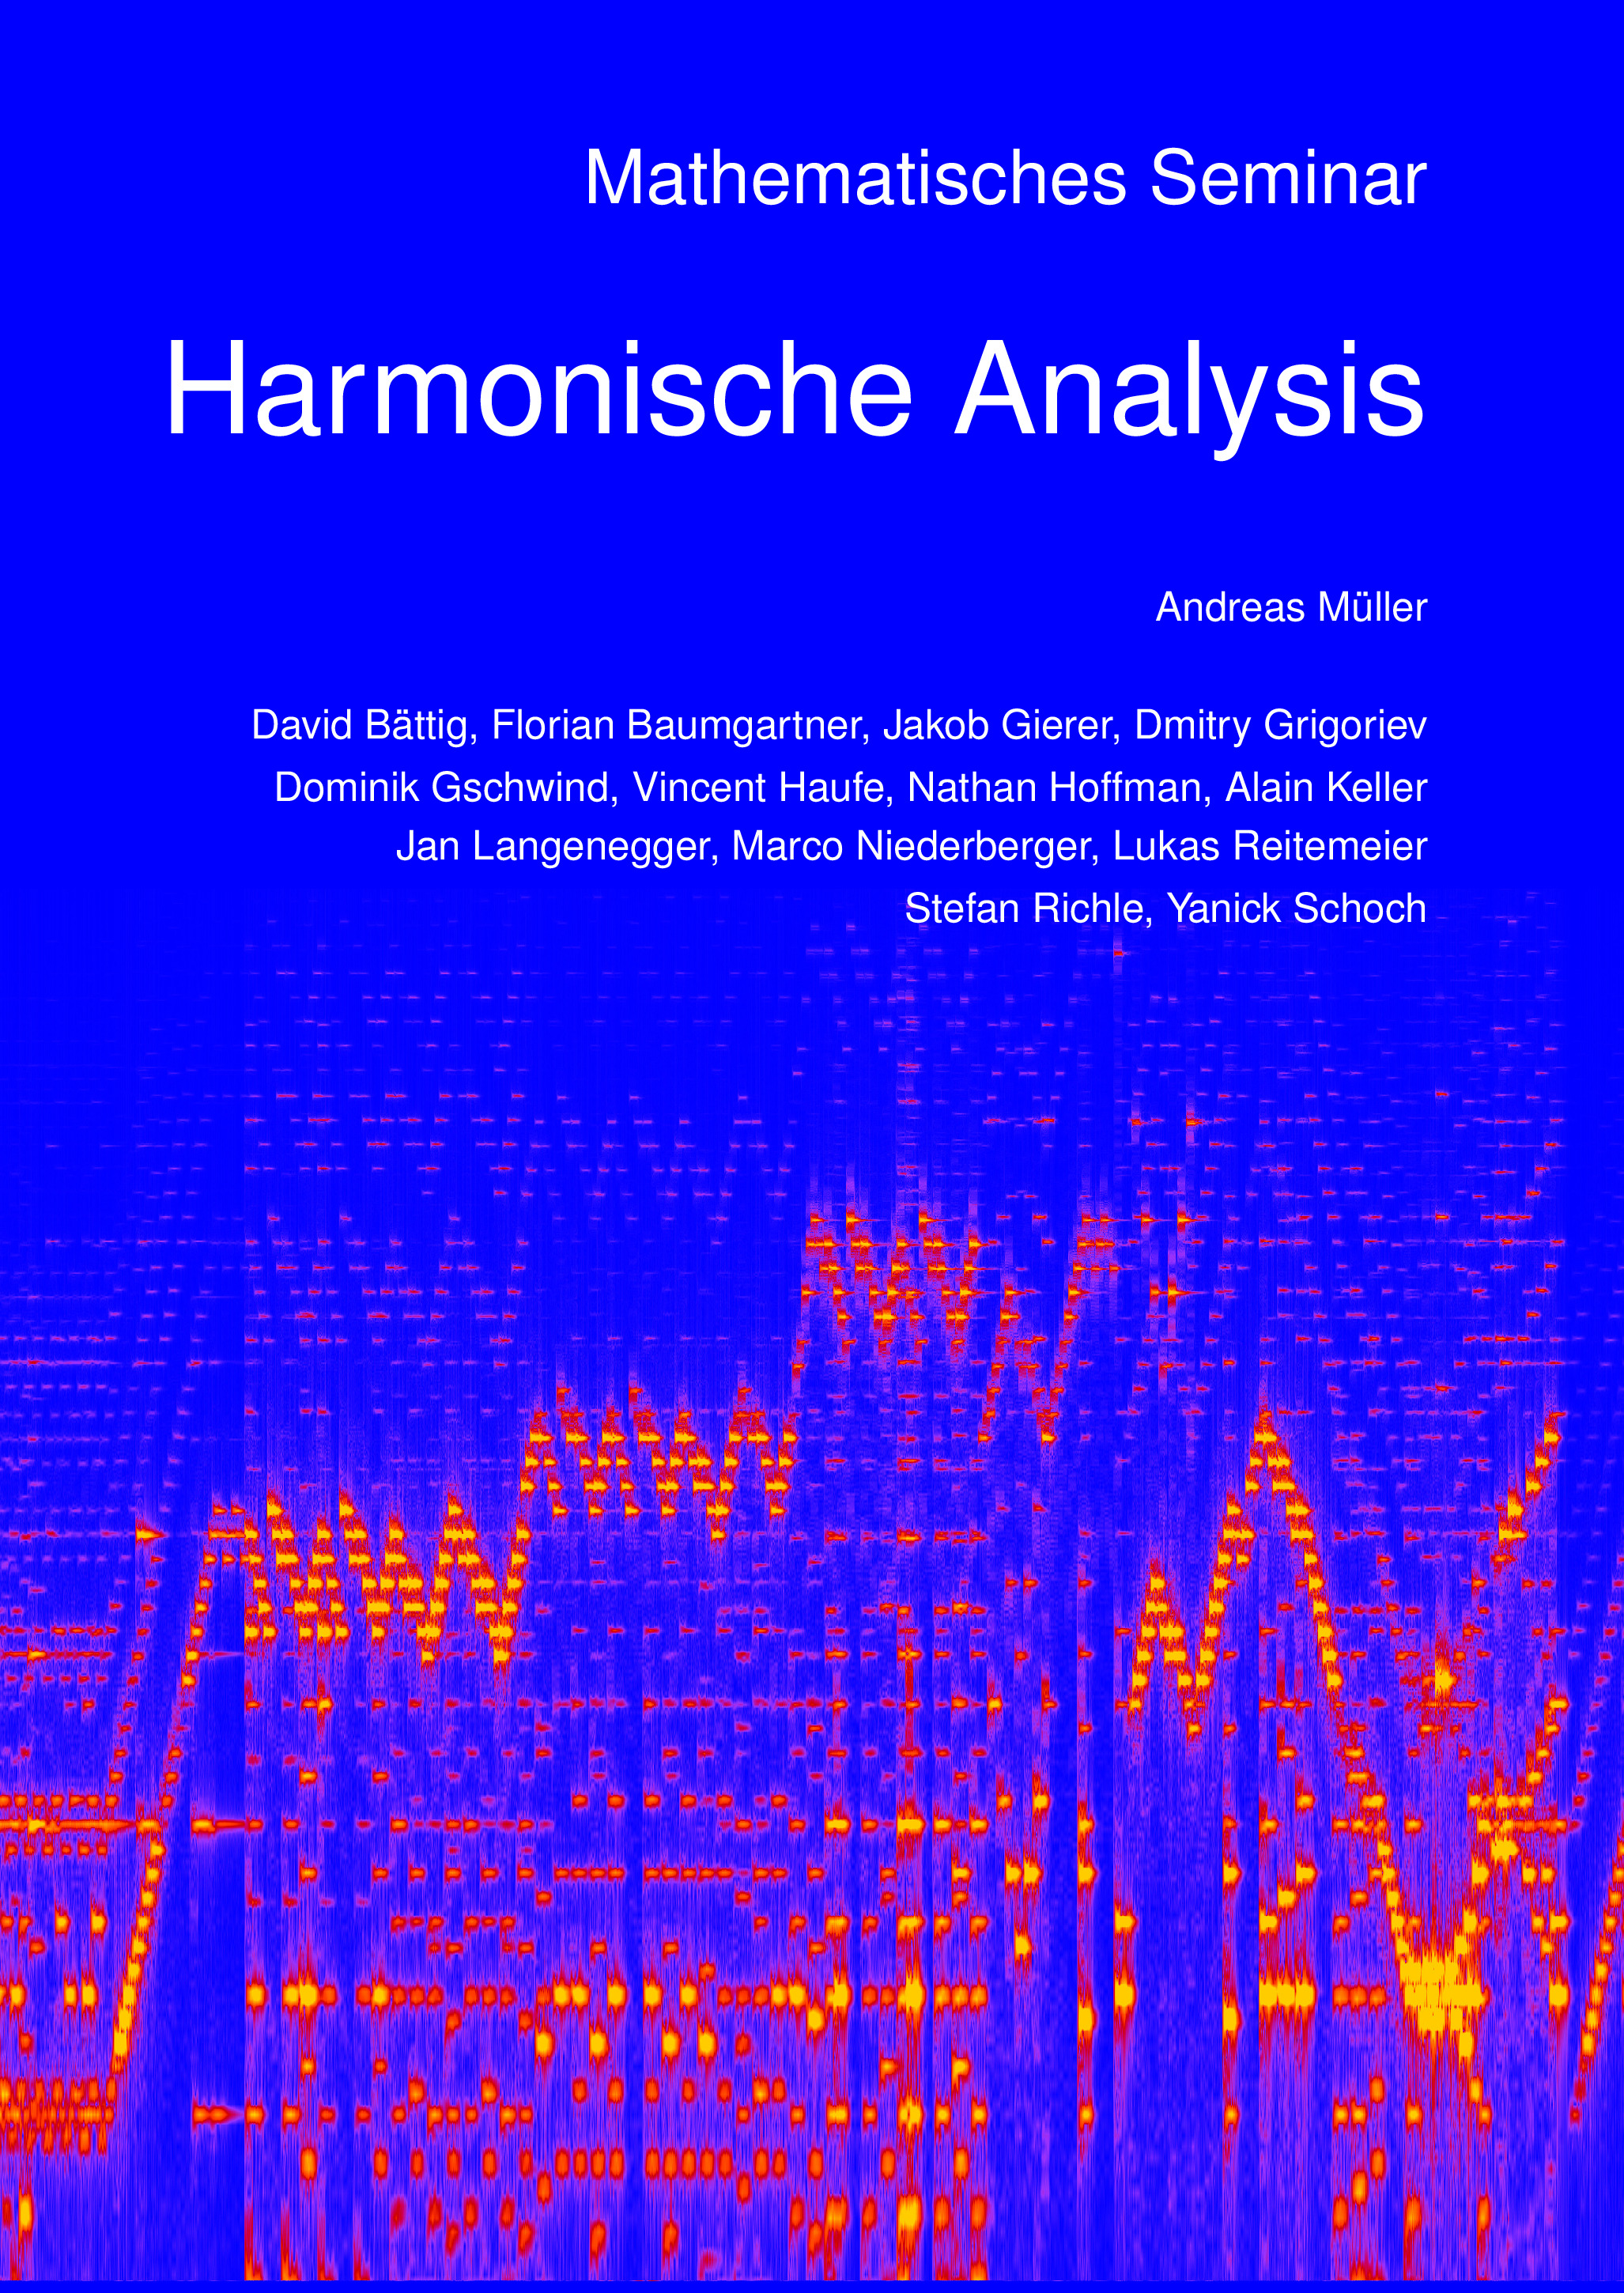 Mathematisches Seminar
Harmonische Analysis
Andreas Müller
David Bättig, Florian Baumgartner, Jakob Gierer, Dmitry Grigoriev
Dominik Gschwind, Vincent Haufe, Nathan Hoffman, Alain Keller
Jan Langenegger, Marco Niederberger, Lukas Reitemeier
Stefan Richle, Yanick Schoch